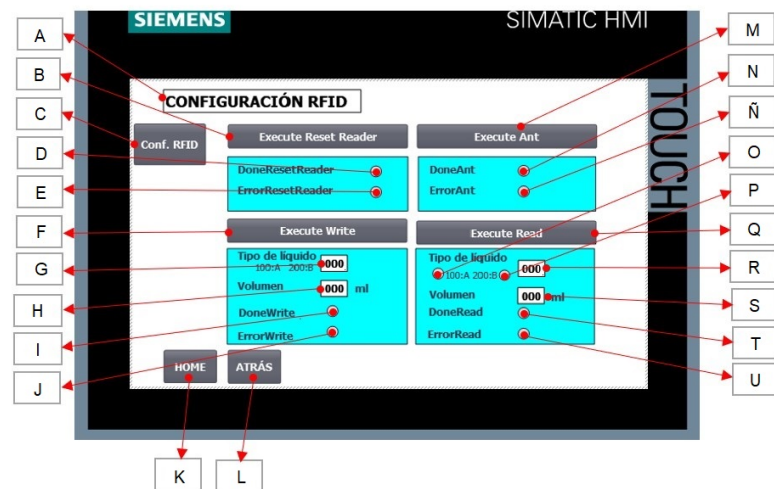 SIEMENS
SIMATIC HMI
TOUCH
A
B
C
D
E
F
G
H
I
J
K
L
M
N
Ñ
O
P
Q
R
S
T
U
CONFIGURACIÓN RFID
Conf. RFID
Execute Reset Reader
DoneResetReader
ErrorResetReader
Execute Ant
DoneAnt
ErrorAnt
Execute Write
Tipo de líquido
100:A 200:B
000
Volumen
000 ml
DoneWrite
ErrorWrite
Execute Read
Tipo de líquido
100:A 200:B
000
Volumen
000 ml
DoneRead
ErrorRead
HOME
ATRÁS